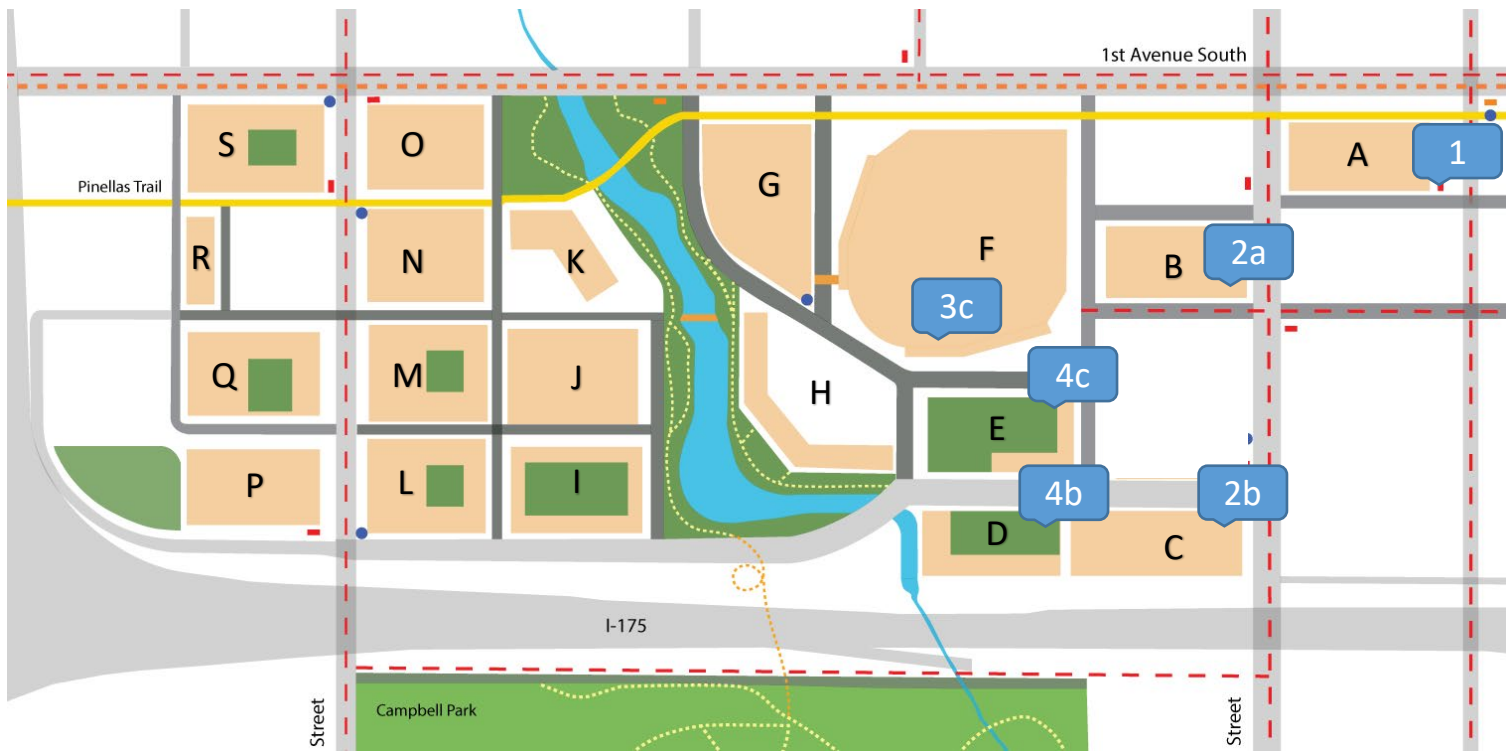 1st Avenue South
S
O
A
1
Pinellas Trail
G
R
N
K
F
B
2a
3c
Q
M
J
H
4c
E
P
L
I
4b
2b
D
C
I-175
Street
Campbell Park
Street